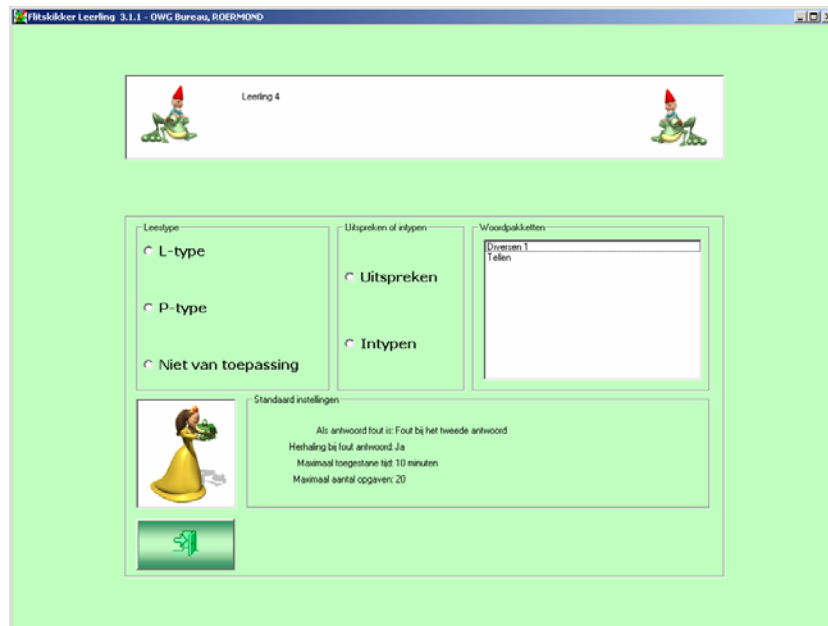 Flitskikker Leerling 3.1.1 - OWG Bureau, ROERMOND
Leerling 4
Leestype
L-type
P-type
Niet van toepassing
Uitspreken of intypen
Uitspreken
Intypen
Woordpakketten
Diversen 1
Tellen
Standaard instellingen
Als antwoord fout is: Fout bij het tweede antwoord
Herhaling bij fout antwoord: Ja
Maximaal toegestane tijd: 10 minuten
Maximaal aantal opgaven: 20